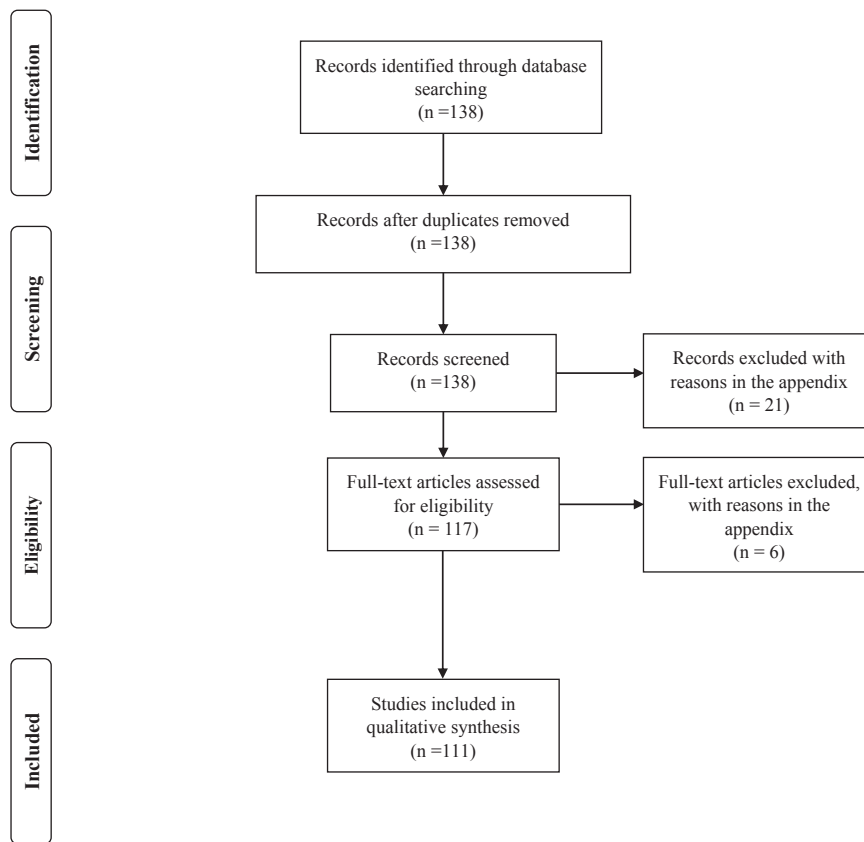 Identification
Records identified through database
searching
(n =138)
Records after duplicates removed
(n =138)
Screening
Records screened
(n =138)
Records excluded with
reasons in the appendix
(n = 21)
Eligibility
Full-text articles assessed
for eligibility
(n = 117)
Full-text articles excluded,
with reasons in the
appendix
(n = 6)
Included
Studies included in
qualitative synthesis
(n =111)